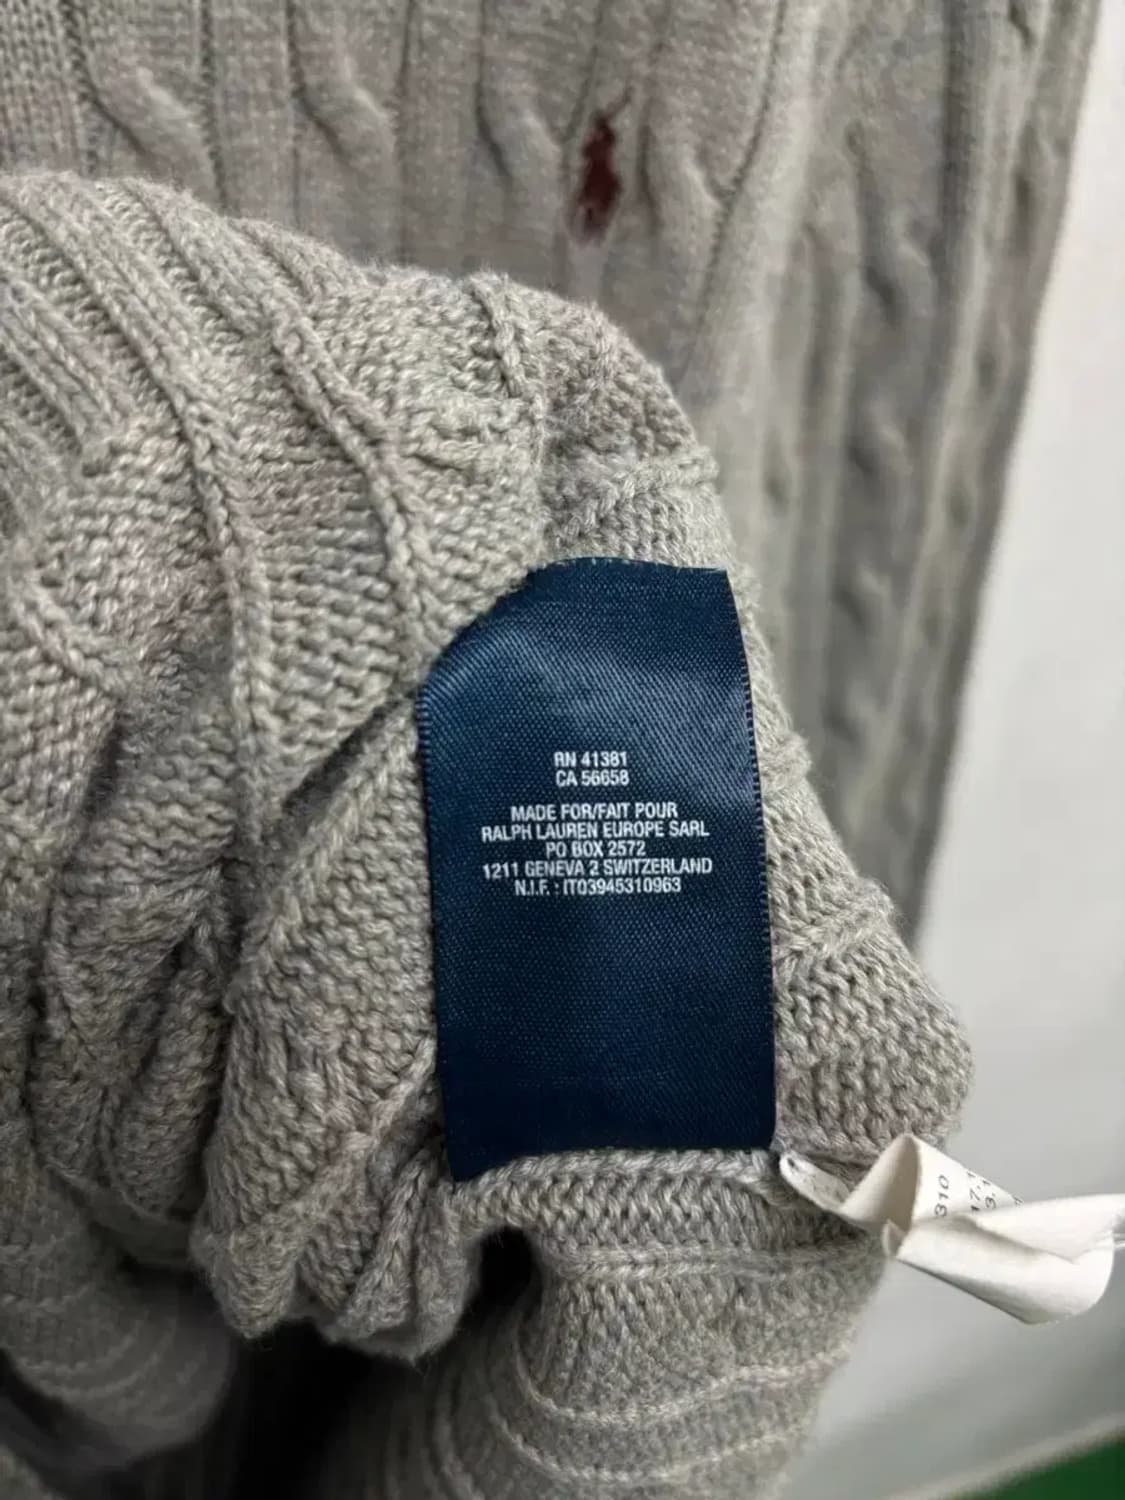 RN 41381
CA 56658
MADE FOR/FAIT POUR
RALPH LAUREN EUROPE SARL
PO BOX 2572
1211 GENEVA 2 SWITZERLAND
N.I.F. : IT03945310963
310